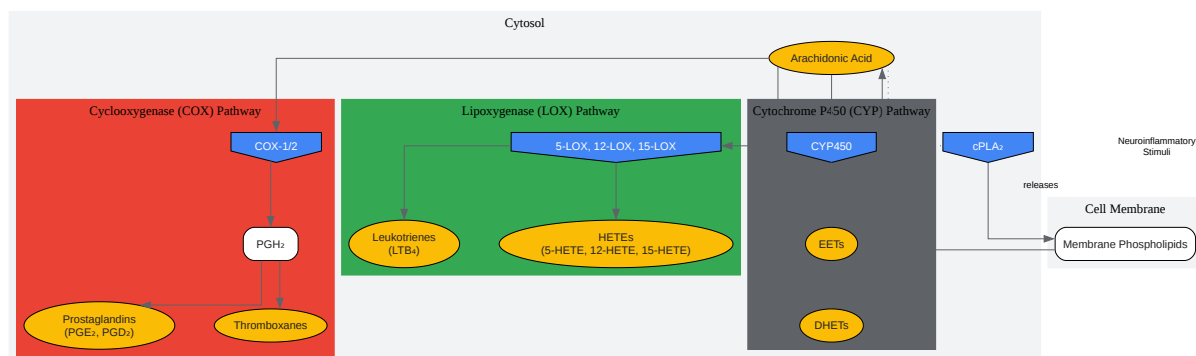 Cytosol
Arachidonic Acid
Cyclooxygenase (COX) Pathway
Lipoxygenase (LOX) Pathway
Cytochrome P450 (CYP) Pathway
COX-1/2
5-LOX, 12-LOX, 15-LOX
CYP450
cPLA₂
Neuroinflammatory
Stimuli
releases
Cell Membrane
PGH₂
Leukotrienes
(LTB₄)
HETEs
(5-HETE, 12-HETE, 15-HETE)
EETs
Membrane Phospholipids
Prostaglandins
(PGE₂, PGD₂)
Thromboxanes
DHETs